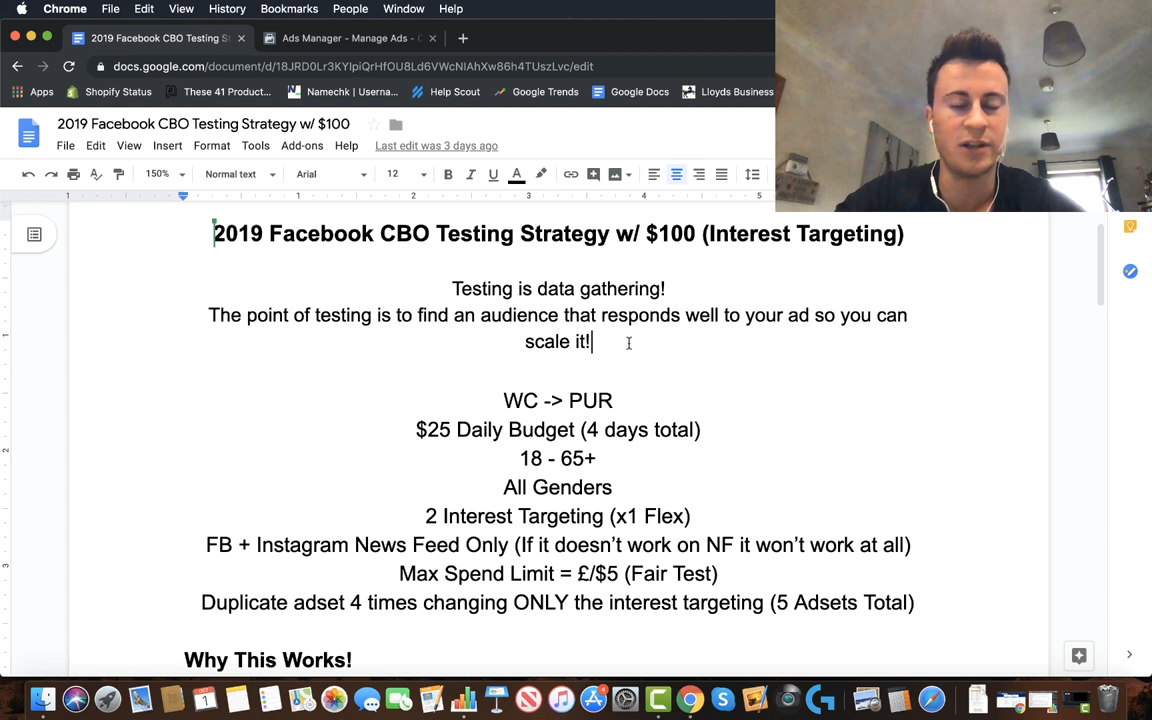 Chrome File Edit View History Bookmarks People Window Help
2019 Facebook CBO Testing St
Ads Manager - Manage Ads -
docs.google.com/document/d/18JRD0Lr3KYIpiQrHfOU8Ld6VWcNIAhXw86h4TUszLvc/edit
Apps Shopify Status These 41 Product... Namechk | Userna... Help Scout Google Trends Google Docs Lloyds Business
2019 Facebook CBO Testing Strategy w/ $100
File Edit View Insert Format Tools Add-ons Help Last edit was 3 days ago
150% Normal text Arial 12 B I U A
1 1 2 3 4 5
2019 Facebook CBO Testing Strategy w/ $100 (Interest Targeting)
Testing is data gathering!
The point of testing is to find an audience that responds well to your ad so you can
scale it!
WC -> PUR
$25 Daily Budget (4 days total)
18 - 65+
All Genders
2 Interest Targeting (x1 Flex)
FB + Instagram News Feed Only (If it doesn’t work on NF it won’t work at all)
Max Spend Limit = £/$5 (Fair Test)
Duplicate adset 4 times changing ONLY the interest targeting (5 Adsets Total)
Why This Works!